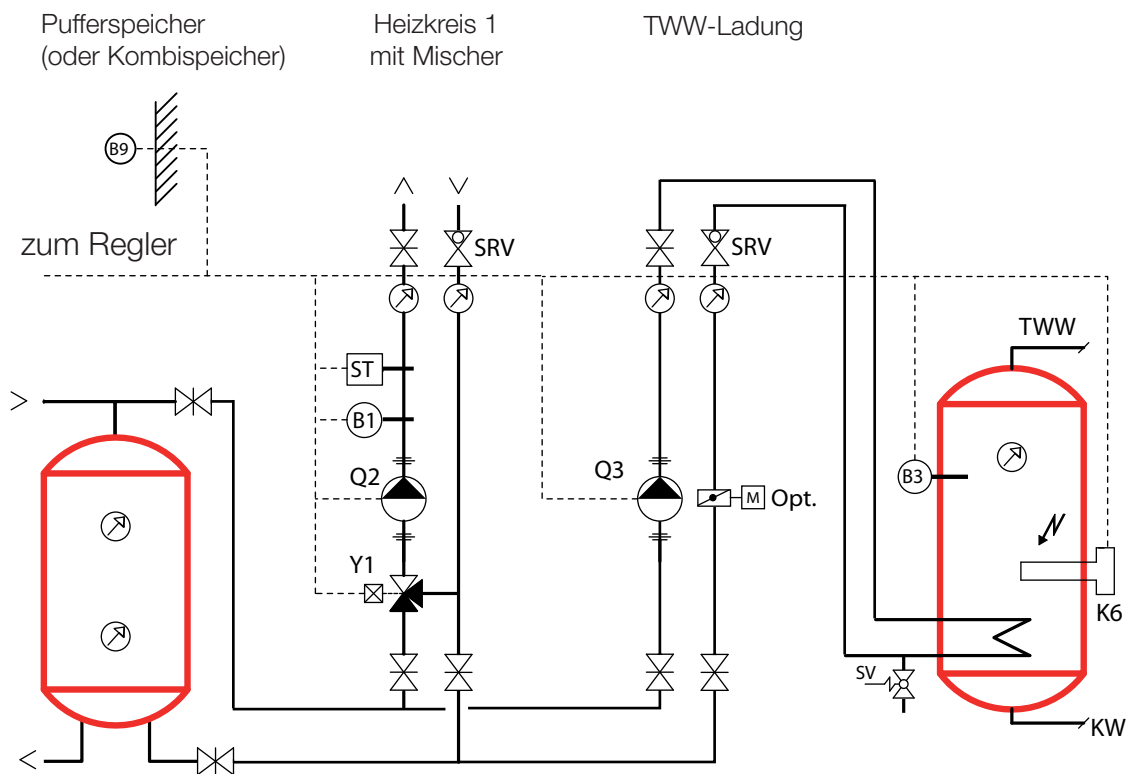 Pufferspeicher
(oder Kombispeicher)
Heizkreis 1
mit Mischer
TWW-Ladung
B9
zum Regler
SRV
SRV
TWW
ST
B1
Q2
Q3
B3
M
Opt.
Y1
K6
SV
KW